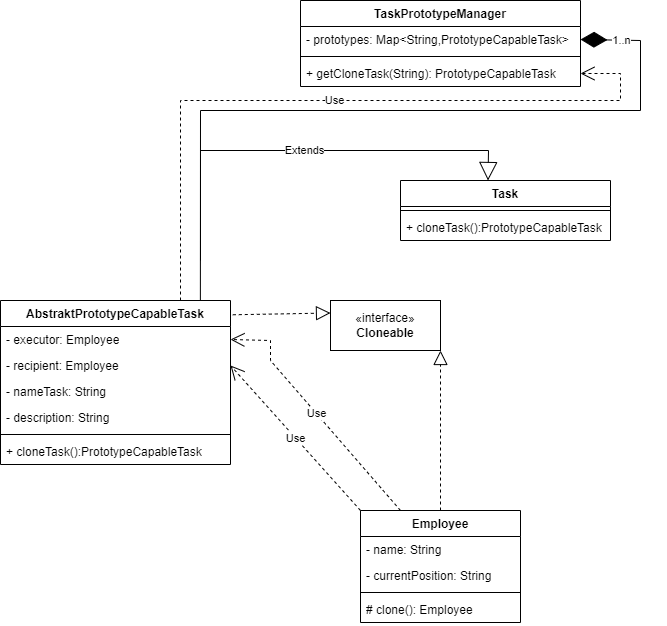 TaskPrototypeManager
- prototypes: Map<String,PrototypeCapableTask>
1..n
+ getCloneTask(String): PrototypeCapableTask
Use
Extends
Task
+ cloneTask():PrototypeCapableTask
AbstraktPrototypeCapableTask
- executor: Employee
- recipient: Employee
- nameTask: String
- description: String
+ cloneTask():PrototypeCapableTask
«interface»
Cloneable
Use
Use
Employee
- name: String
- currentPosition: String
# clone(): Employee